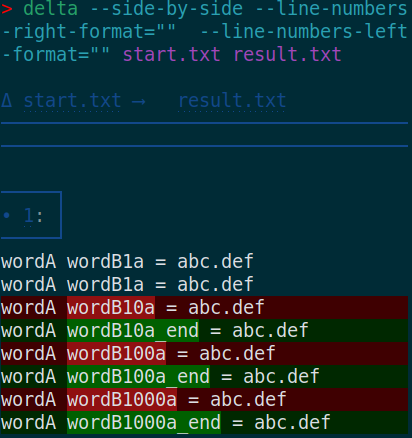 > delta --side-by-side --line-numbers
-right-format="" --line-numbers-left
-format="" start.txt result.txt
Δ start.txt ⟶ result.txt
• 1:
wordA wordB1a = abc.def
wordA wordB1a = abc.def
wordA wordB10a = abc.def
wordA wordB10a_end = abc.def
wordA wordB100a = abc.def
wordA wordB100a_end = abc.def
wordA wordB1000a = abc.def
wordA wordB1000a_end = abc.def